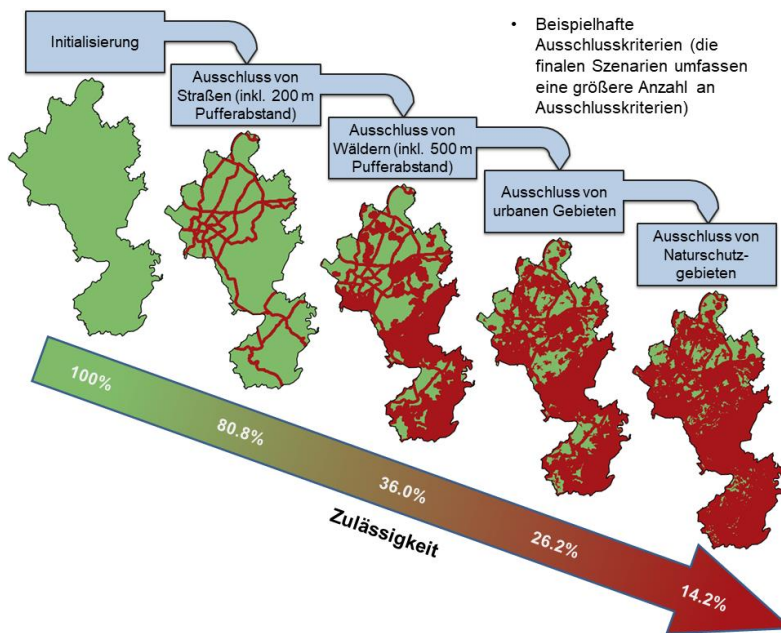 Initialisierung
Ausschluss von
Straßen (inkl. 200 m
Pufferabstand)
Ausschluss von
Wäldern (inkl. 500 m
Pufferabstand)
Ausschluss von
urbanen Gebieten
Ausschluss von
Naturschutz-
gebieten
• Beispielhafte
Ausschlusskriterien (die
finalen Szenarien umfassen
eine größere Anzahl an
Ausschlusskriterien)
100%
80.8%
36.0%
26.2%
14.2%
Zulässigkeit